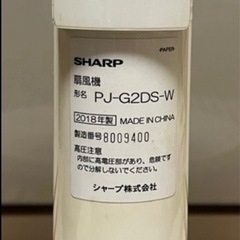 -PAPER-
SHARP
扇風機
形名 PJ-G2DS-W
2018年製 MADE IN CHINA
製造番号 8009400
高圧注意
内部に高電圧部があり、危険です
ので分解しないでください。
シャープ株式会社